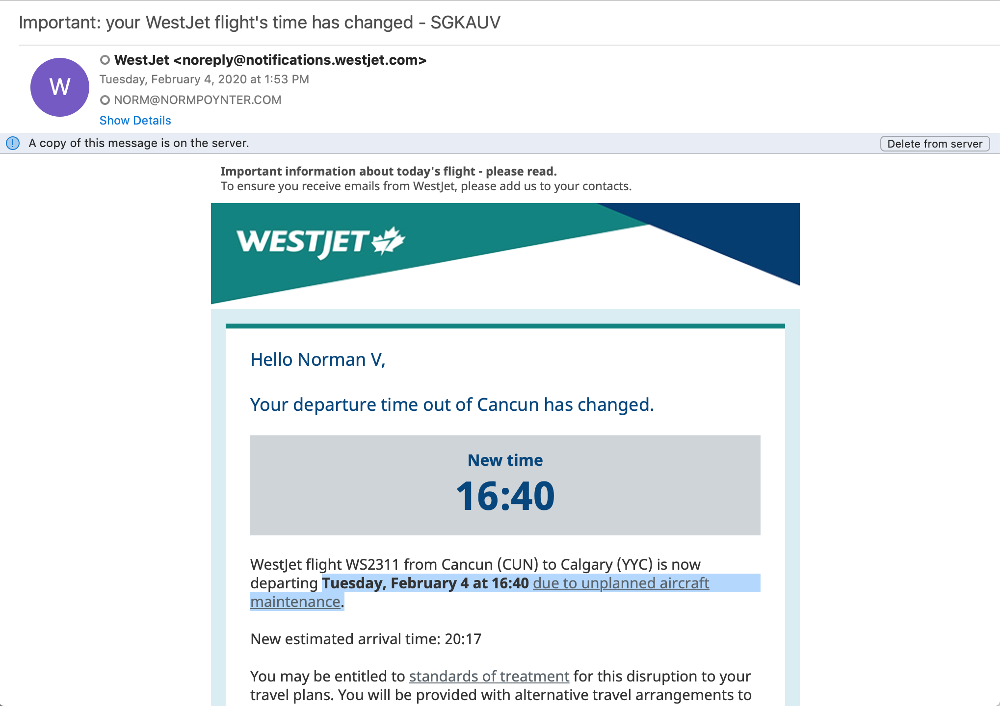 Important: your WestJet flight's time has changed - SGKAUV
W
WestJet <noreply@notifications.westjet.com>
Tuesday, February 4, 2020 at 1:53 PM
NORM@NORMPOYNTER.COM
Show Details
! A copy of this message is on the server.
Delete from server
Important information about today's flight - please read.
To ensure you receive emails from WestJet, please add us to your contacts.
WESTJET
Hello Norman V,
Your departure time out of Cancun has changed.
New time
16:40
WestJet flight WS2311 from Cancun (CUN) to Calgary (YYC) is now
departing Tuesday, February 4 at 16:40 due to unplanned aircraft
maintenance.
New estimated arrival time: 20:17
You may be entitled to standards of treatment for this disruption to your
travel plans. You will be provided with alternative travel arrangements to